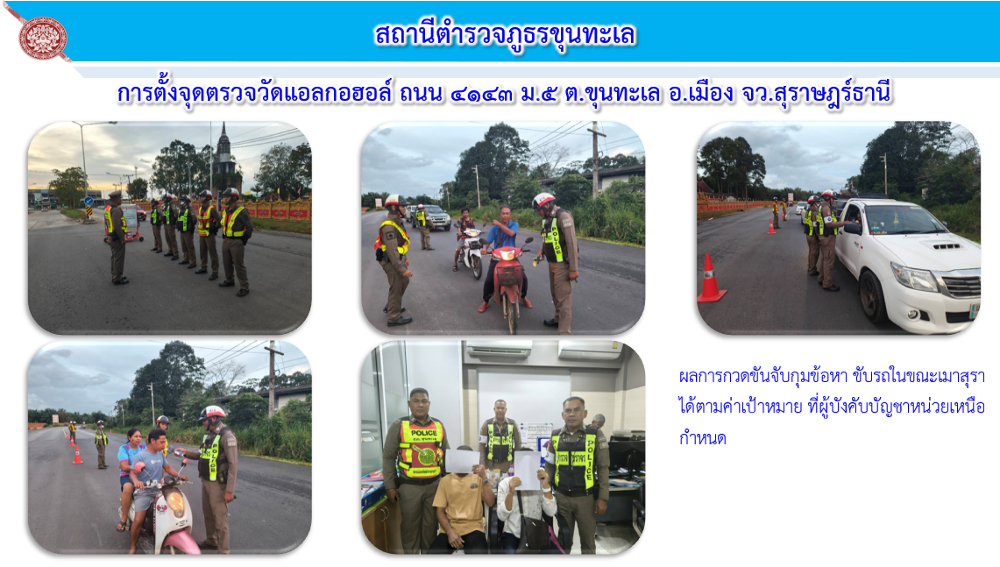 สถานีตำรวจภูธรขุนทะเล
การตั้งจุดตรวจวัดแอลกอฮอล์ ถนน ๔๑๔๓ ม.๕ ต.ขุนทะเล อ.เมือง จว.สุราษฎร์ธานี
POLICE
POLICE
POLICE
POLICE
ผลการกวดขันจับกุมข้อหา ขับรถในขณะเมาสุรา
ได้ตามค่าเป้าหมาย ที่ผู้บังคับบัญชาหน่วยเหนือ
กำหนด